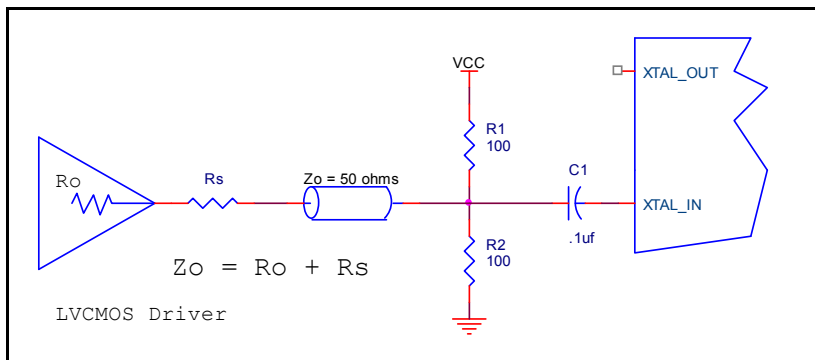 VCC
XTAL_OUT
R1
100
Ro
Rs
Zo = 50 ohms
C1
XTAL_IN
.1uf
R2
100
Zo = Ro + Rs
LVCMOS Driver